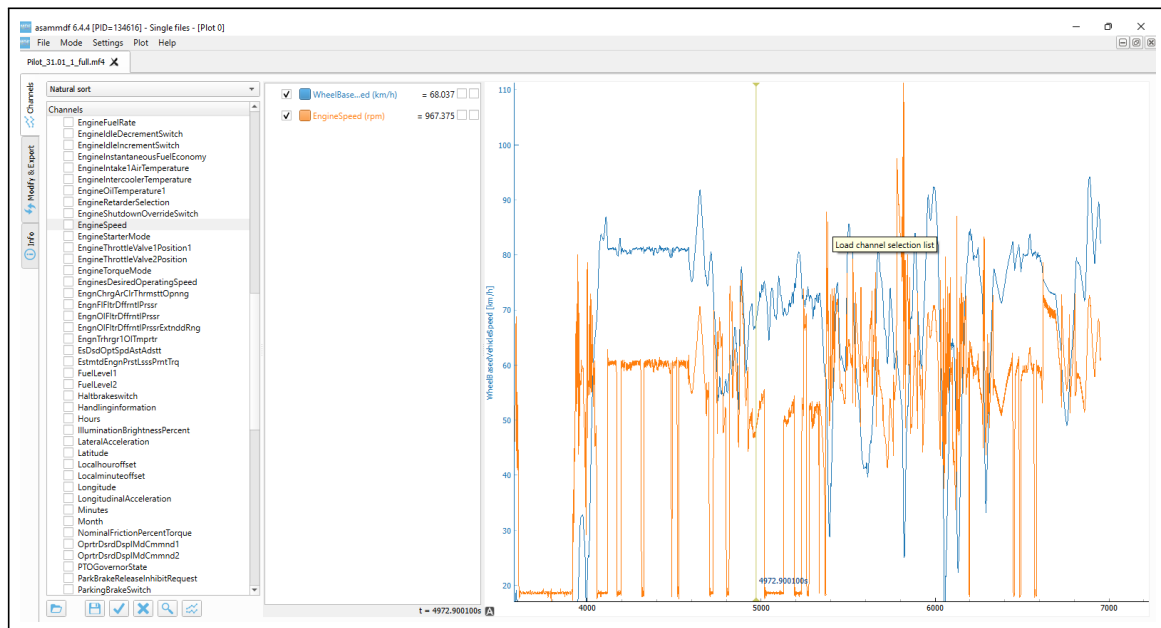 asammdf 6.4.4 [PID=134616] - Single files - [Plot 0]
File Mode Settings Plot Help
Pilot_31.01_1_full.mf4
Channels
Modify & Export
Info
Natural sort
Channels
EngineFuelRate
EngineIdleDecrementSwitch
EngineIdleIncrementSwitch
EngineInstantaneousFuelEconomy
EngineIntake1AirTemperature
EngineIntercoolerTemperature
EngineOilTemperature1
EngineRetarderSelection
EngineShutdownOverrideSwitch
EngineSpeed
EngineStarterMode
EngineThrottleValve1Position1
EngineThrottleValve2Position
EngineTorqueMode
EnginesDesiredOperatingSpeed
EngnChrgArClrThrmsttOpnng
EngnFlFltrDffrntlPrssr
EngnOlFltrDffrntlPrssr
EngnOlFltrDffrntlPrssrExtnddRng
EngnTrhrgr1OlTmprtr
EsDsdOptSpdAstAdstt
EstmtdEngnPrstLsssPrntTrq
FuelLevel1
FuelLevel2
Haltbrakeswitch
Handlinginformation
Hours
IlluminationBrightnessPercent
LateralAcceleration
Latitude
Localhouroffset
Localminuteoffset
Longitude
LongitudinalAcceleration
Minutes
Month
NominalFrictionPercentTorque
OprtrDsrdDsplMdCmmnd1
OprtrDsrdDsplMdCmmnd2
PTOGovernorState
ParkBrakeReleaseInhibitRequest
ParkingBrakeSwitch
WheelBase...ed (km/h) = 68.037
EngineSpeed (rpm) = 967.375
t = 4972.900100s
A
WheelBasedVehicleSpeed [km/h]
110
100
90
80
70
60
50
40
30
20
Load channel selection list
4972.900100s
4000 5000 6000 7000